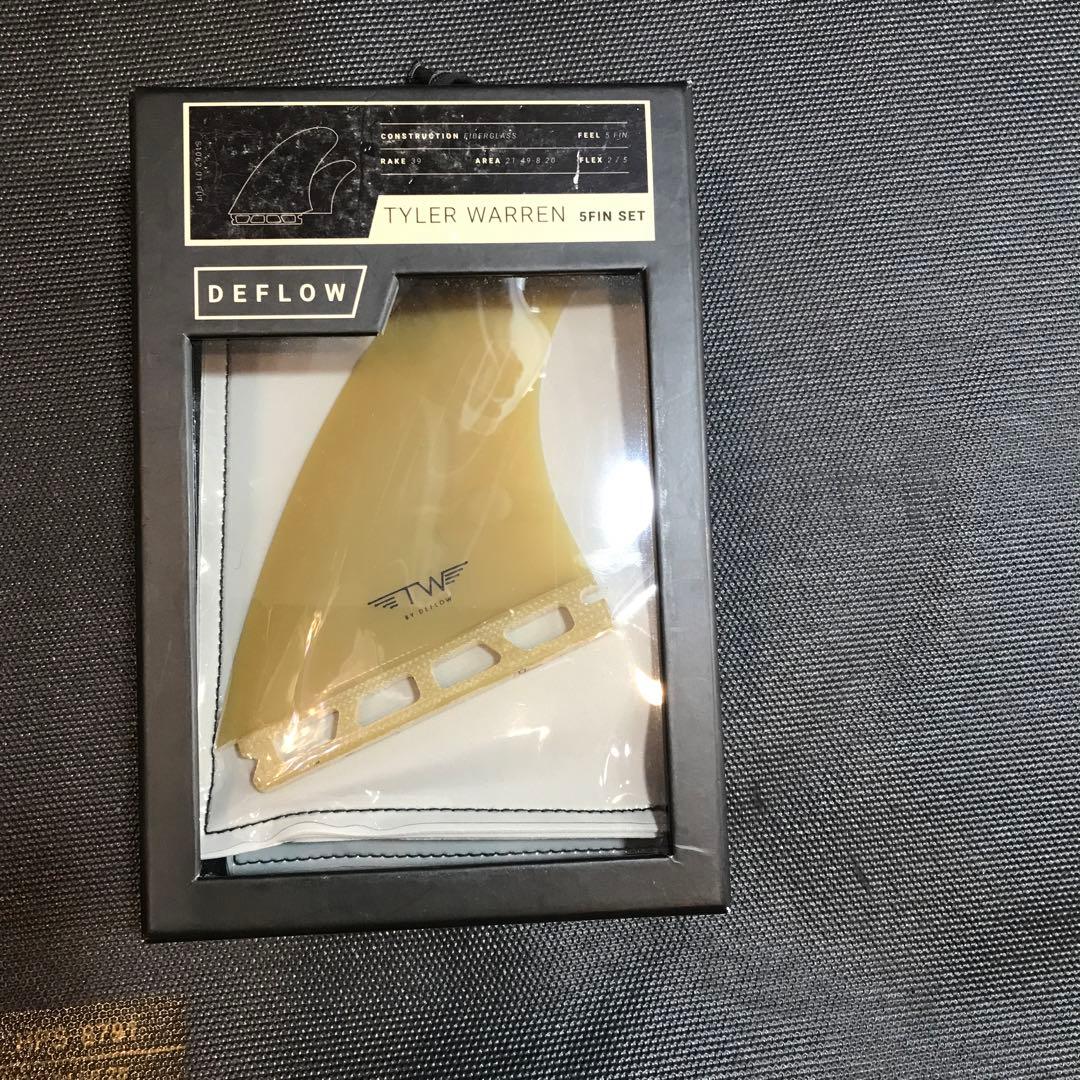 CONSTRUCTION FIBERGLASS FEEL 5 FIN
RAKE 39 AREA 21.49-8.20 FLEX 2 / 5
TYLER WARREN 5FIN SET
DEFLOW
TW
BY DEFLOW
8791